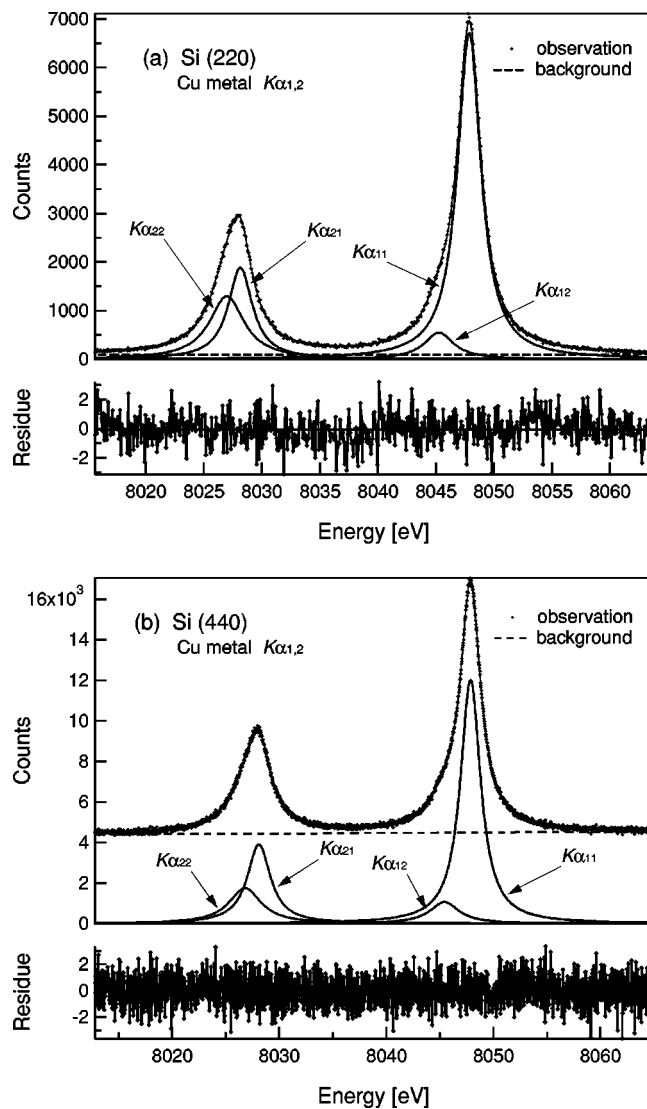 (a) Si (220)
Cu metal Kα1,2
observation
background
7000
6000
5000
4000
3000
2000
1000
0
Counts
Kα22
Kα21
Kα11
Kα12
2
0
-2
Residue
8020 8025 8030 8035 8040 8045 8050 8055 8060
Energy [eV]
(b) Si (440)
Cu metal Kα1,2
observation
background
16x10³
14
12
10
8
6
4
2
0
Counts
Kα22
Kα21
Kα12
Kα11
2
0
-2
Residue
8020 8030 8040 8050 8060
Energy [eV]